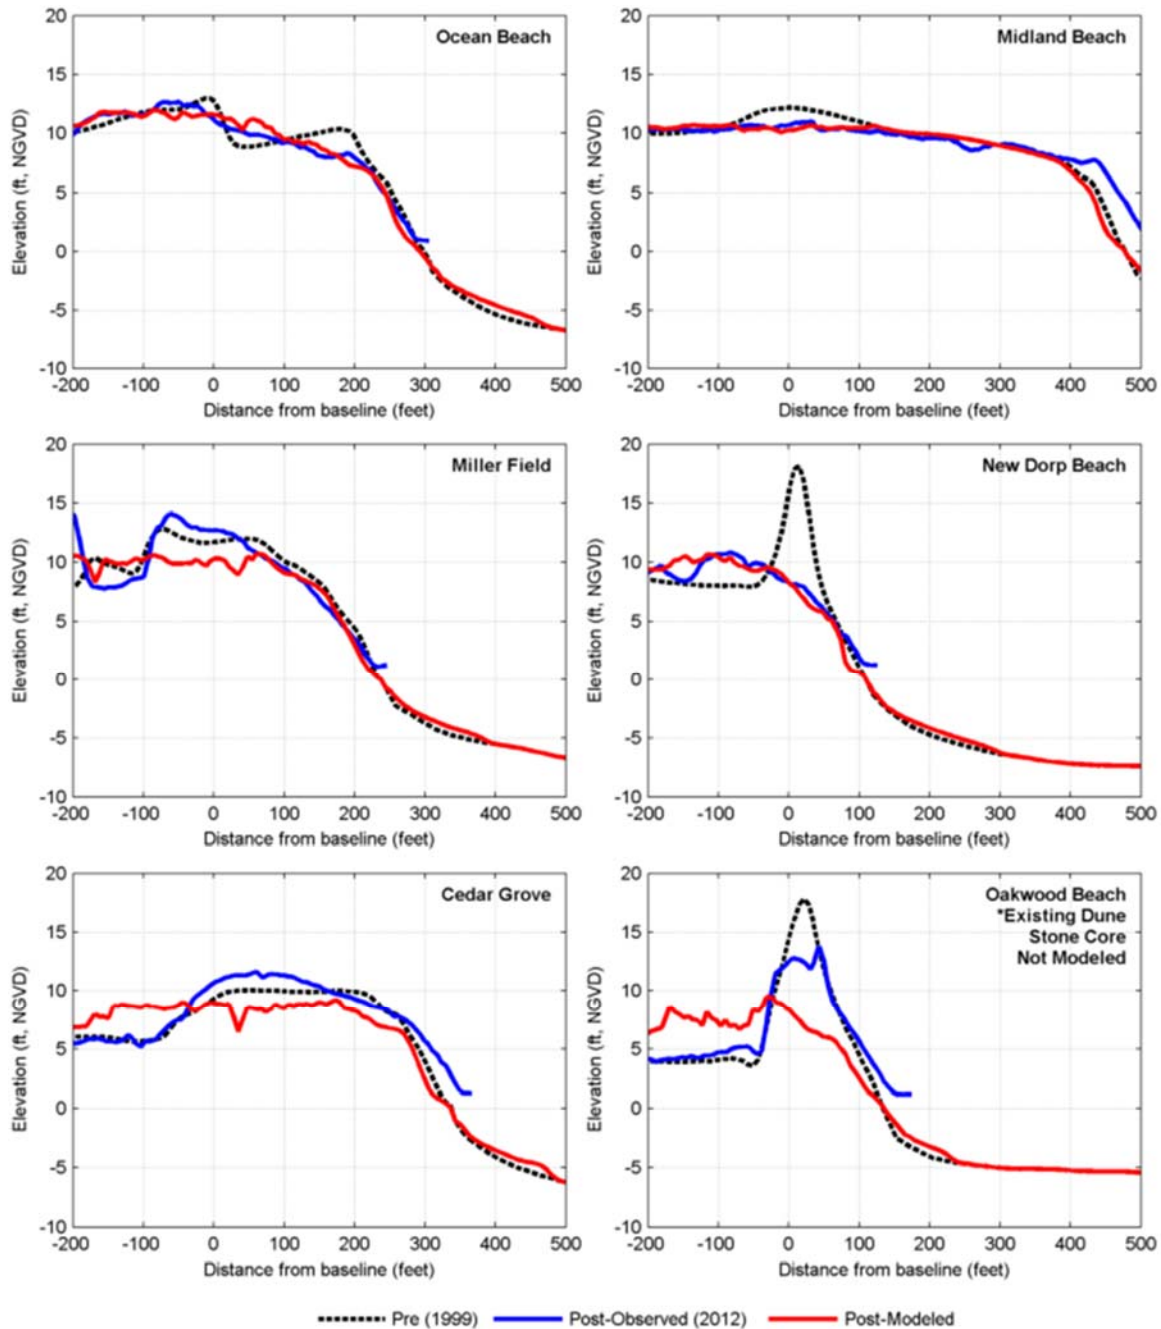 Ocean Beach
20
15
10
5
0
-5
-10
Elevation (ft, NGVD)
-200 -100 0 100 200 300 400 500
Distance from baseline (feet)
Midland Beach
20
15
10
5
0
-5
-10
Elevation (ft, NGVD)
-200 -100 0 100 200 300 400 500
Distance from baseline (feet)
Miller Field
20
15
10
5
0
-5
-10
Elevation (ft, NGVD)
-200 -100 0 100 200 300 400 500
Distance from baseline (feet)
New Dorp Beach
20
15
10
5
0
-5
-10
Elevation (ft, NGVD)
-200 -100 0 100 200 300 400 500
Distance from baseline (feet)
Cedar Grove
20
15
10
5
0
-5
-10
Elevation (ft, NGVD)
-200 -100 0 100 200 300 400 500
Distance from baseline (feet)
Oakwood Beach
*Existing Dune
Stone Core
Not Modeled
20
15
10
5
0
-5
-10
Elevation (ft, NGVD)
-200 -100 0 100 200 300 400 500
Distance from baseline (feet)
Pre (1999) Post-Observed (2012) Post-Modeled